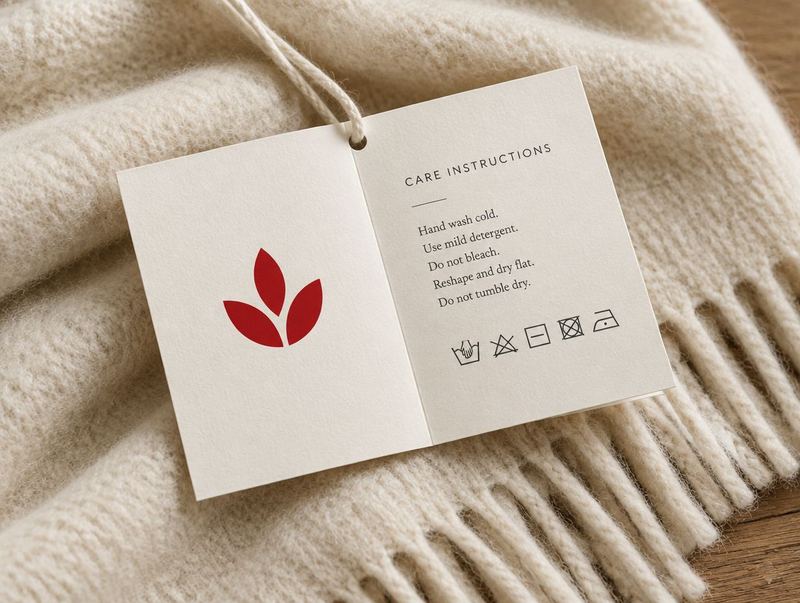 CARE INSTRUCTIONS
Hand wash cold.
Use mild detergent.
Do not bleach.
Reshape and dry flat.
Do not tumble dry.